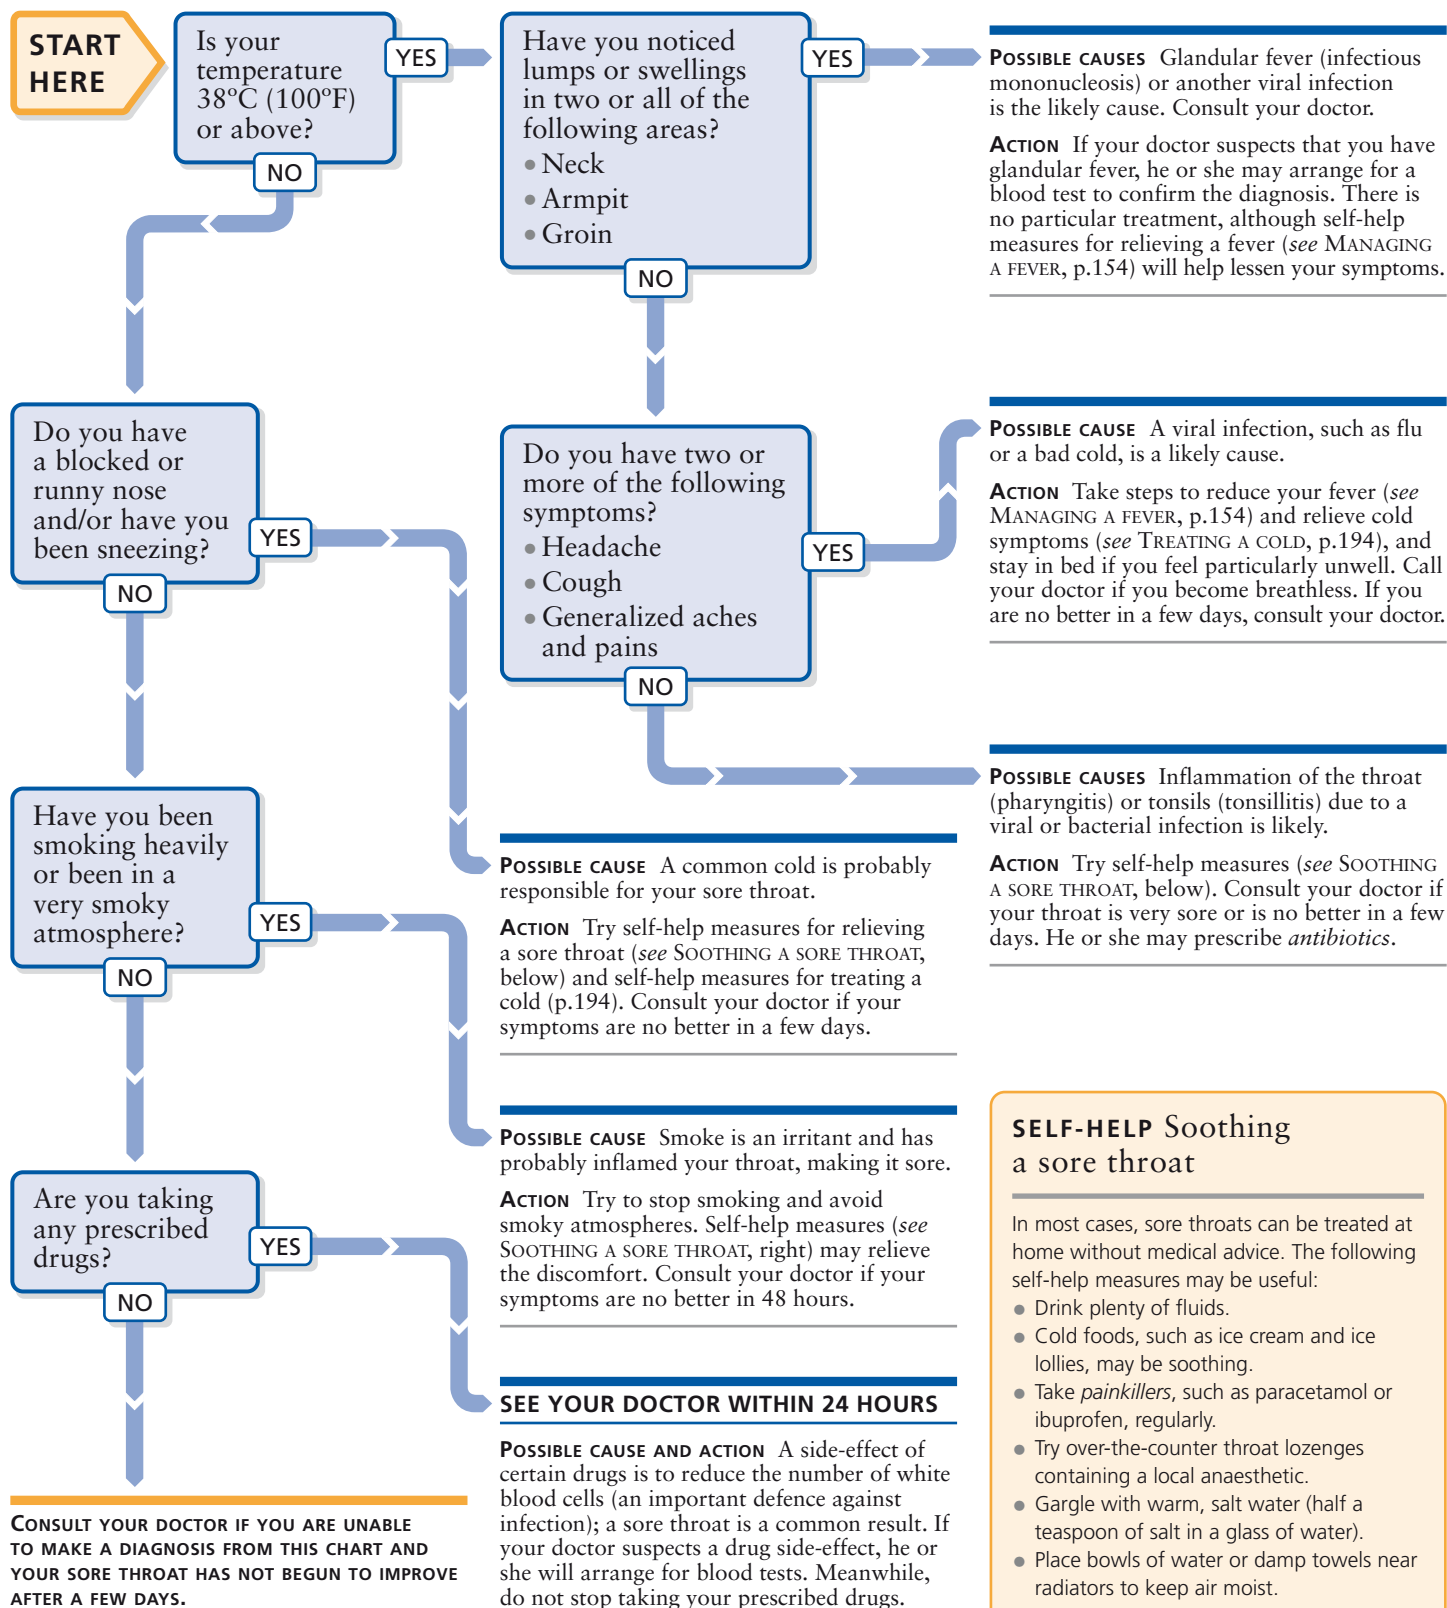 START
HERE
Is your
temperature
38°C (100°F)
or above?
YES
NO
Have you noticed
lumps or swellings
in two or all of the
following areas?
• Neck
• Armpit
• Groin
YES
NO
POSSIBLE CAUSES Glandular fever (infectious
mononucleosis) or another viral infection
is the likely cause. Consult your doctor.
ACTION If your doctor suspects that you have
glandular fever, he or she may arrange for a
blood test to confirm the diagnosis. There is
no particular treatment, although self-help
measures for relieving a fever (see MANAGING
A FEVER, p.154) will help lessen your symptoms.
Do you have
a blocked or
runny nose
and/or have you
been sneezing?
YES
NO
Do you have two or
more of the following
symptoms?
• Headache
• Cough
• Generalized aches
and pains
YES
NO
POSSIBLE CAUSE A viral infection, such as flu
or a bad cold, is a likely cause.
ACTION Take steps to reduce your fever (see
MANAGING A FEVER, p.154) and relieve cold
symptoms (see TREATING A COLD, p.194), and
stay in bed if you feel particularly unwell. Call
your doctor if you become breathless. If you
are no better in a few days, consult your doctor.
POSSIBLE CAUSES Inflammation of the throat
(pharyngitis) or tonsils (tonsillitis) due to a
viral or bacterial infection is likely.
ACTION Try self-help measures (see SOOTHING
A SORE THROAT, below). Consult your doctor if
your throat is very sore or is no better in a few
days. He or she may prescribe antibiotics.
Have you been
smoking heavily
or been in a
very smoky
atmosphere?
YES
NO
POSSIBLE CAUSE A common cold is probably
responsible for your sore throat.
ACTION Try self-help measures for relieving
a sore throat (see SOOTHING A SORE THROAT,
below) and self-help measures for treating a
cold (p.194). Consult your doctor if your
symptoms are no better in a few days.
POSSIBLE CAUSE Smoke is an irritant and has
probably inflamed your throat, making it sore.
ACTION Try to stop smoking and avoid
smoky atmospheres. Self-help measures (see
SOOTHING A SORE THROAT, right) may relieve
the discomfort. Consult your doctor if your
symptoms are no better in 48 hours.
Are you taking
any prescribed
drugs?
YES
NO
SEE YOUR DOCTOR WITHIN 24 HOURS
POSSIBLE CAUSE AND ACTION A side-effect of
certain drugs is to reduce the number of white
blood cells (an important defence against
infection); a sore throat is a common result. If
your doctor suspects a drug side-effect, he or
she will arrange for blood tests. Meanwhile,
do not stop taking your prescribed drugs.
CONSULT YOUR DOCTOR IF YOU ARE UNABLE
TO MAKE A DIAGNOSIS FROM THIS CHART AND
YOUR SORE THROAT HAS NOT BEGUN TO IMPROVE
AFTER A FEW DAYS.
SELF-HELP Soothing
a sore throat
In most cases, sore throats can be treated at
home without medical advice. The following
self-help measures may be useful:
• Drink plenty of fluids.
• Cold foods, such as ice cream and ice
lollies, may be soothing.
• Take painkillers, such as paracetamol or
ibuprofen, regularly.
• Try over-the-counter throat lozenges
containing a local anaesthetic.
• Gargle with warm, salt water (half a
teaspoon of salt in a glass of water).
• Place bowls of water or damp towels near
radiators to keep air moist.